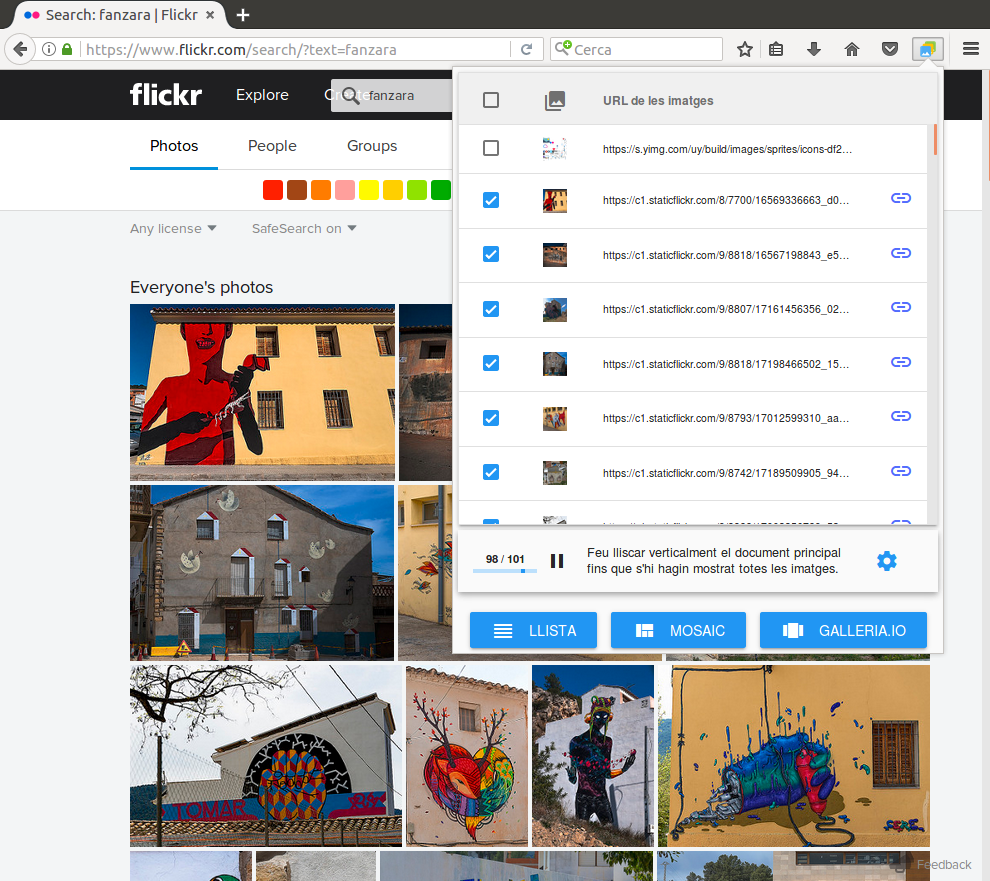 Search: fanzara | Flickr
https://www.flickr.com/search/?text=fanzara
Cerca
flickr
Explore
Create
fanzara
Photos
People
Groups
Any license
SafeSearch on
Everyone's photos
URL de les imatges
https://s.yimg.com/uy/build/images/sprites/icons-df2…
https://c1.staticflickr.com/8/7700/16569336663_d0…
https://c1.staticflickr.com/9/8818/16567198843_e5…
https://c1.staticflickr.com/9/8807/17161456356_02…
https://c1.staticflickr.com/9/8818/17198466502_15…
https://c1.staticflickr.com/9/8793/17012599310_aa…
https://c1.staticflickr.com/9/8742/17189509905_94…
98 / 101
Feu lliscar verticalment el document principal
fins que s'hi hagin mostrat totes les imatges.
LLISTA
MOSAIC
GALLERIA.IO
TOMAR
Feedback